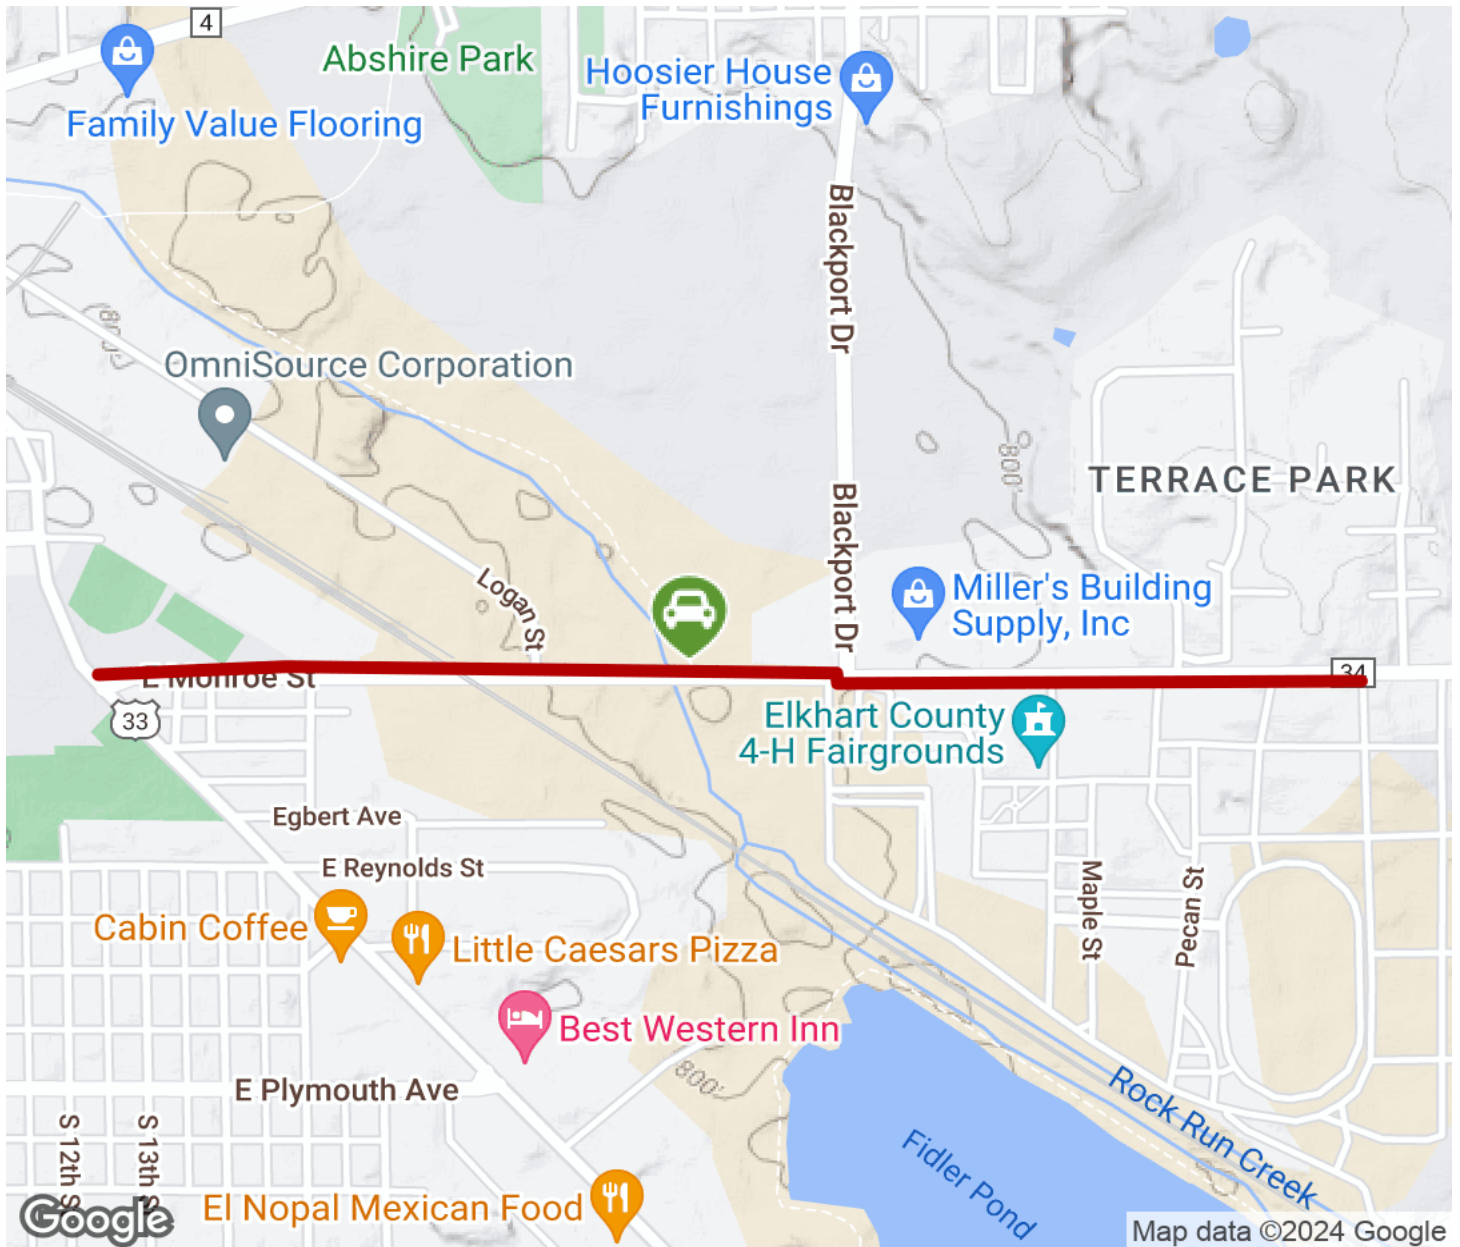 4
Abshire Park
Hoosier House
Furnishings
Family Value Flooring
Blackport Dr
800
OmniSource Corporation
800
TERRACE PARK
Blackport Dr
Logan St
Miller's Building
Supply, Inc
E Monroe St
34
33
Elkhart County
4-H Fairgrounds
Egbert Ave
E Reynolds St
Maple St
Pecan St
Cabin Coffee
Little Caesars Pizza
Best Western Inn
800'
E Plymouth Ave
Rock Run Creek
S 12th St
S 13th St
Fidler Pond
El Nopal Mexican Food
Google
Map data ©2024 Google